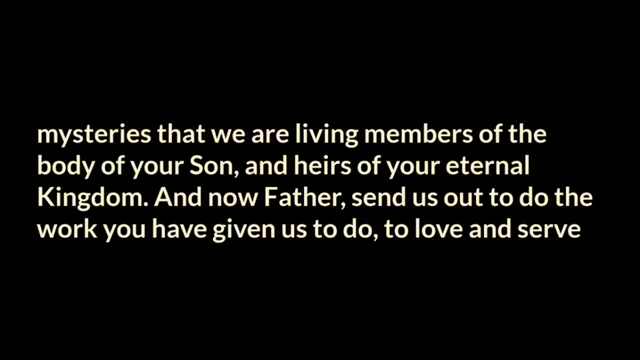 mysteries that we are living members of the
body of your Son, and heirs of your eternal
Kingdom. And now Father, send us out to do the
work you have given us to do, to love and serve